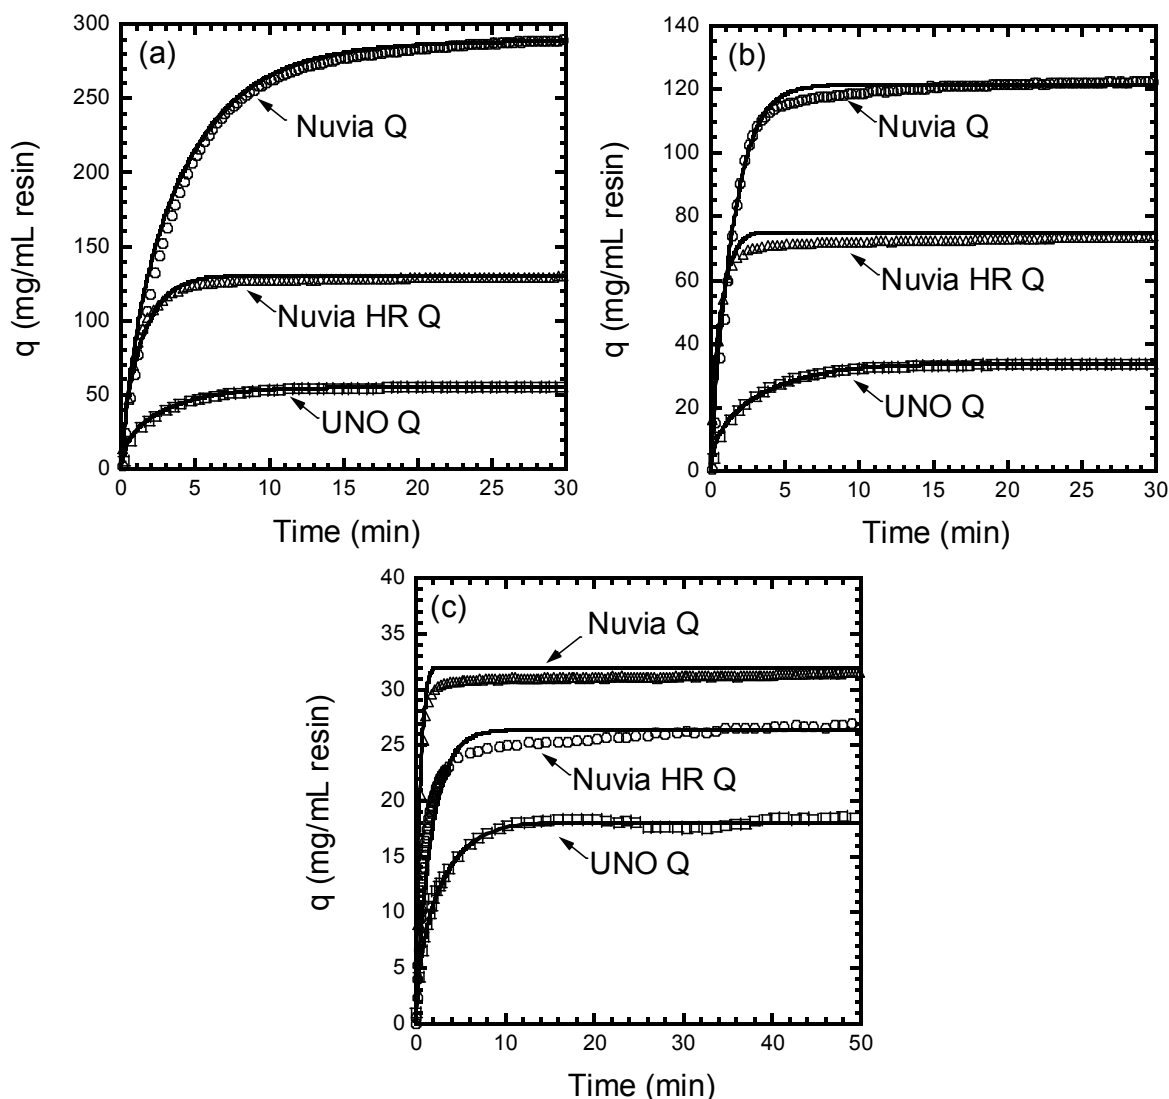 (a)
q (mg/mL resin)
300
250
200
150
100
50
0
Nuvia Q
Nuvia HR Q
UNO Q
0 5 10 15 20 25 30
Time (min)
(b)
q (mg/mL resin)
140
120
100
80
60
40
20
0
Nuvia Q
Nuvia HR Q
UNO Q
0 5 10 15 20 25 30
Time (min)
(c)
q (mg/mL resin)
40
35
30
25
20
15
10
5
0
Nuvia Q
Nuvia HR Q
UNO Q
0 10 20 30 40 50
Time (min)